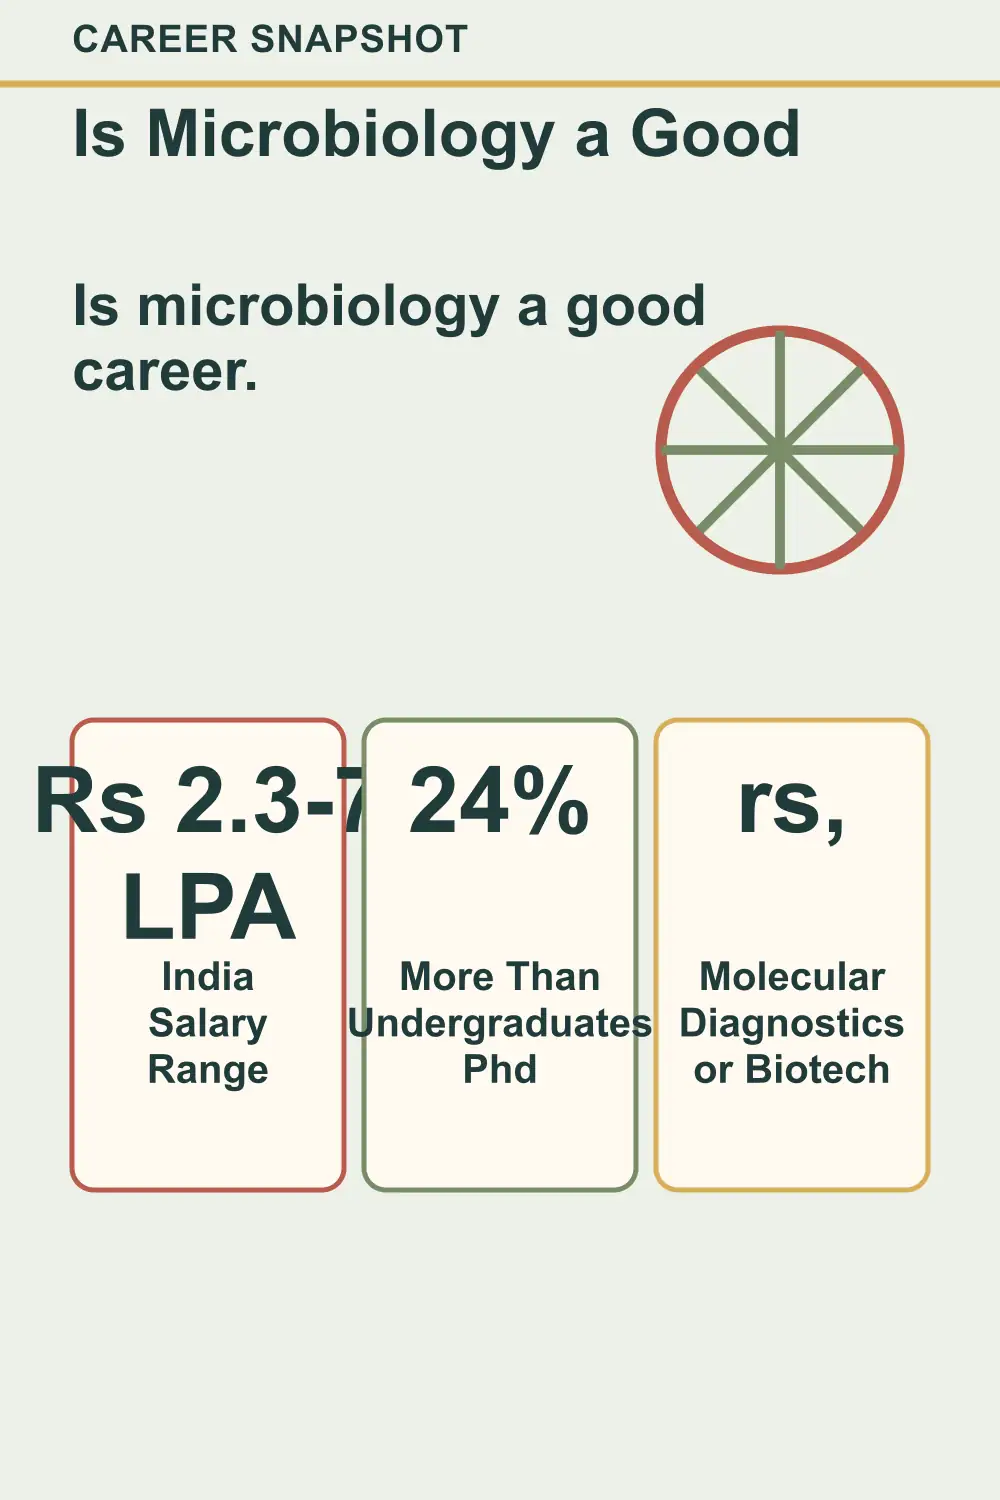 CAREER SNAPSHOT
Is Microbiology a Good
Is microbiology a good
career.
Rs 2.3-7
LPA
India
Salary
Range
24%
More Than
Undergraduates
Phd
rs,
Molecular
Diagnostics
or Biotech